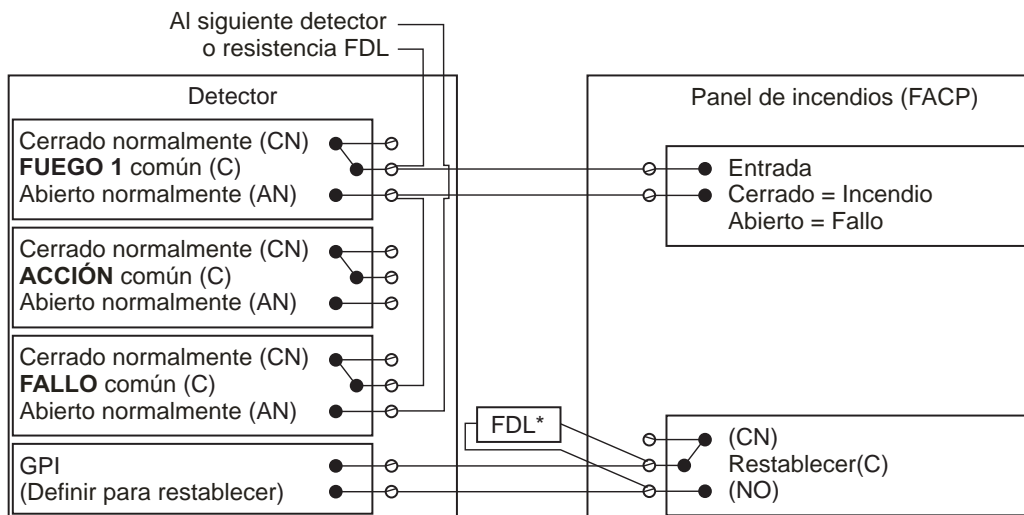 Al siguiente detector
o resistencia FDL
Detector
Cerrado normalmente (CN)
FUEGO 1 común (C)
Abierto normalmente (AN)
Cerrado normalmente (CN)
ACCIÓN común (C)
Abierto normalmente (AN)
Cerrado normalmente (CN)
FALLO común (C)
Abierto normalmente (AN)
GPI
(Definir para restablecer)
FDL*
Panel de incendios (FACP)
Entrada
Cerrado = Incendio
Abierto = Fallo
(CN)
Restablecer(C)
(NO)